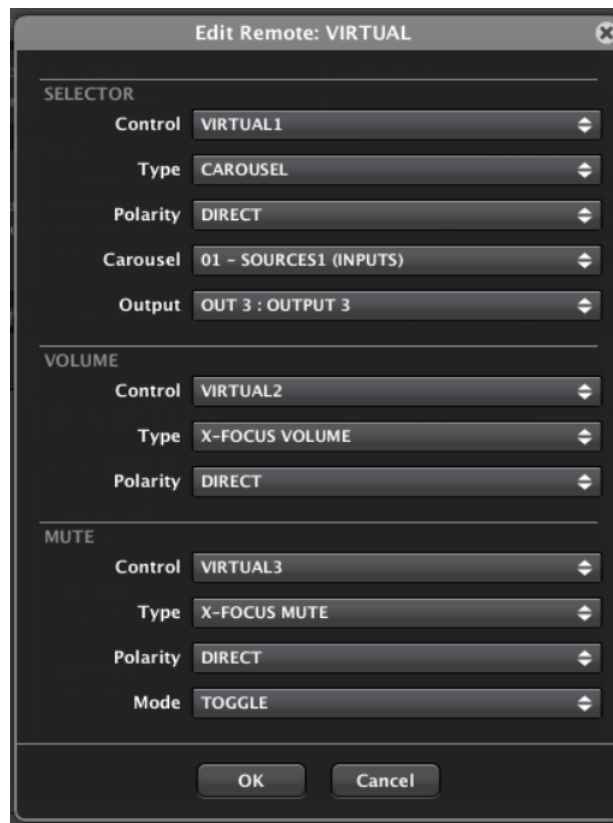 Edit Remote: VIRTUAL
SELECTOR
Control VIRTUAL1
Type CAROUSEL
Polarity DIRECT
Carousel 01 - SOURCES1 (INPUTS)
Output OUT 3 : OUTPUT 3
VOLUME
Control VIRTUAL2
Type X-FOCUS VOLUME
Polarity DIRECT
MUTE
Control VIRTUAL3
Type X-FOCUS MUTE
Polarity DIRECT
Mode TOGGLE
OK Cancel